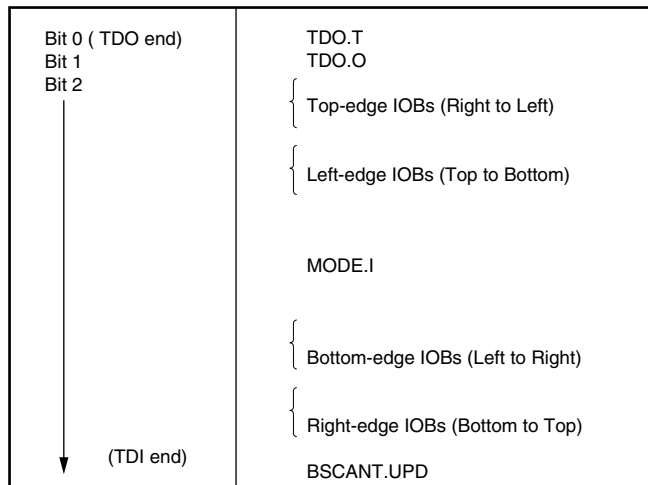 Bit 0 ( TDO end)
Bit 1
Bit 2
(TDI end)
TDO.T
TDO.O
Top-edge IOBs (Right to Left)
Left-edge IOBs (Top to Bottom)
MODE.I
Bottom-edge IOBs (Left to Right)
Right-edge IOBs (Bottom to Top)
BSCANT.UPD